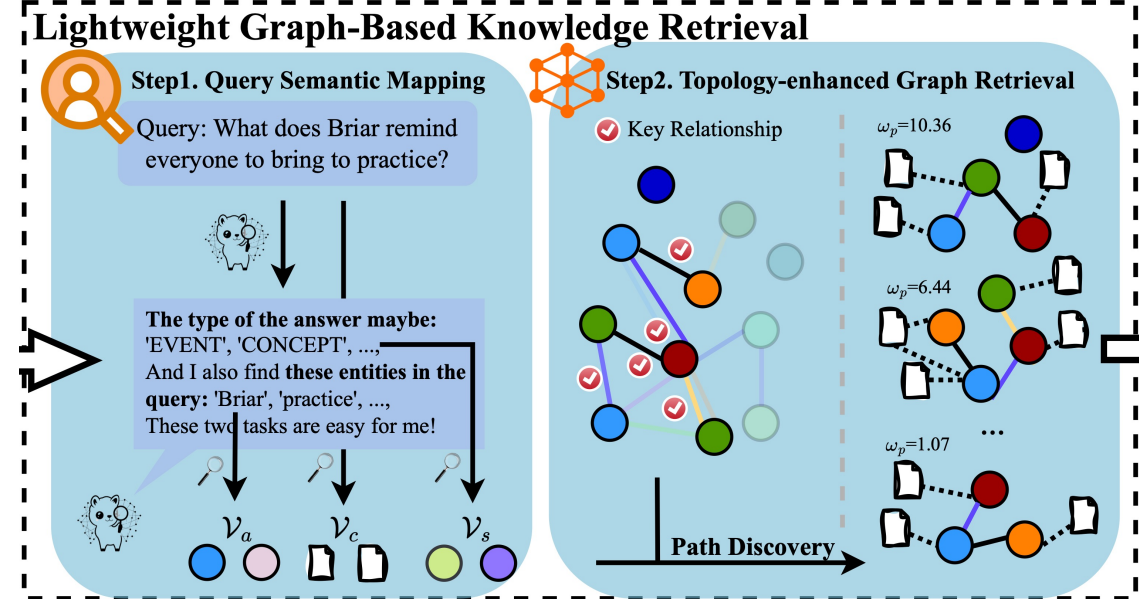 Lightweight Graph-Based Knowledge Retrieval
Step1. Query Semantic Mapping
Query: What does Briar remind
everyone to bring to practice?
The type of the answer maybe:
'EVENT', 'CONCEPT', ...,
And I also find these entities in the
query: 'Briar', 'practice', ...,
These two tasks are easy for me!
𝒱a
𝒱c
𝒱s
Step2. Topology-enhanced Graph Retrieval
Key Relationship
Path Discovery
ωp=10.36
ωp=6.44
...
ωp=1.07